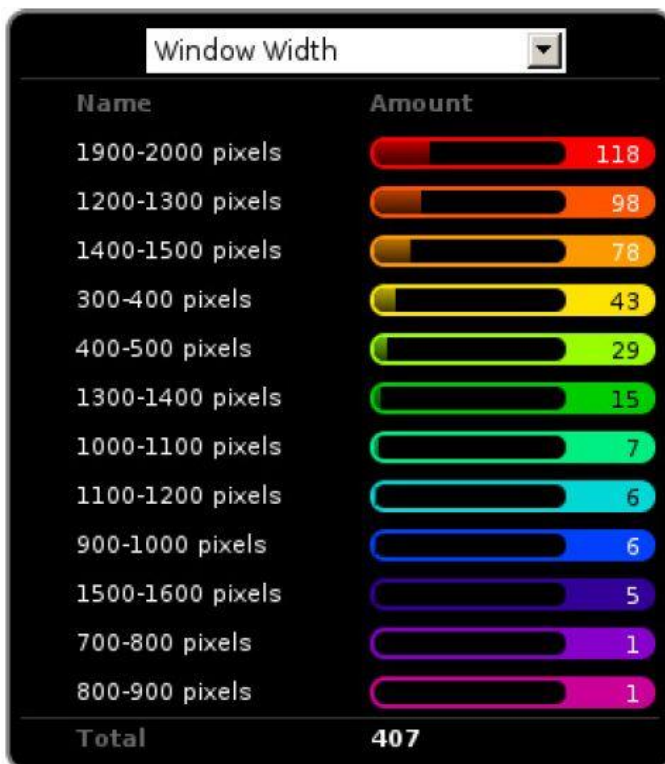 Window Width
Name Amount
1900-2000 pixels 118
1200-1300 pixels 98
1400-1500 pixels 78
300-400 pixels 43
400-500 pixels 29
1300-1400 pixels 15
1000-1100 pixels 7
1100-1200 pixels 6
900-1000 pixels 6
1500-1600 pixels 5
700-800 pixels 1
800-900 pixels 1
Total 407